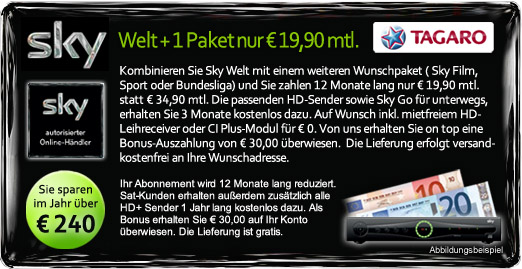 sky
Welt + 1 Paket nur € 19,90 mtl.
TAGARO
Kombinieren Sie Sky Welt mit einem weiteren Wunschpaket ( Sky Film,
Sport oder Bundesliga) und Sie zahlen 12 Monate lang nur € 19,90 mtl.
statt € 34,90 mtl. Die passenden HD-Sender sowie Sky Go für unterwegs,
erhalten Sie 3 Monate kostenlos dazu. Auf Wunsch inkl. mietfreiem HD-
Leihreceiver oder CI Plus-Modul für € 0. Von uns erhalten Sie on top eine
Bonus-Auszahlung von € 30,00 überwiesen. Die Lieferung erfolgt versand-
kostenfrei an Ihre Wunschadresse.
sky
autorisierter
Online-Händler
Sie sparen
im Jahr über
€ 240
Ihr Abonnement wird 12 Monate lang reduziert.
Sat-Kunden erhalten außerdem zusätzlich alle
HD+ Sender 1 Jahr lang kostenlos dazu. Als
Bonus erhalten Sie € 30,00 auf Ihr Konto
überwiesen. Die Lieferung ist gratis.
10
20
Abbildungsbeispiel